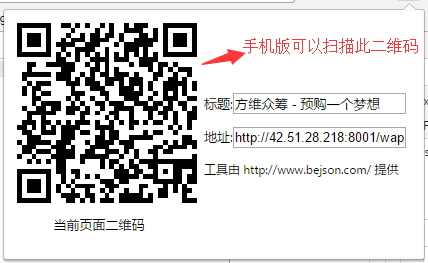 手机版可以扫描此二维码
标题:方维众筹 - 预购一个梦想
地址:http://42.51.28.218:8001/wap
工具由 http://www.bejson.com/ 提供
当前页面二维码